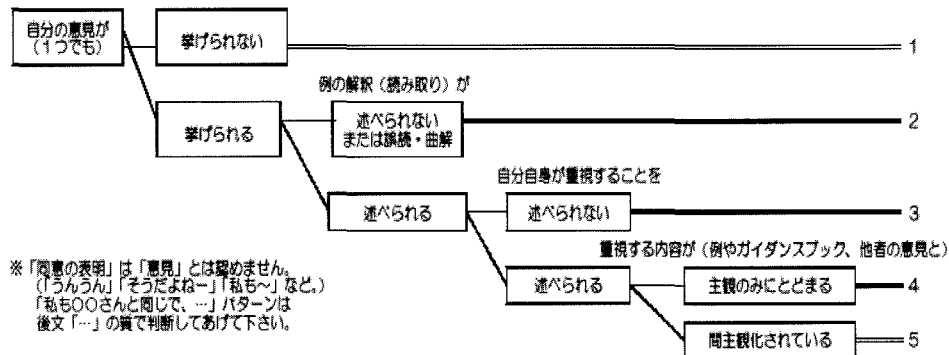 自分の意見が
(1つでも)
挙げられない
1
例の解釈(読み取り)が
挙げられる
述べられない
または誤読・曲解
2
自分自身が重視することを
述べられる
述べられない
3
重視する内容が(例やガイダンスブック、他者の意見と)
述べられる
主観のみにとどまる
4
間主観化されている
5
※「同意の表明」は「意見」とは認めません。
(「うんうん」「そうだよねー」「私も~」など。)
「私も〇〇さんと同じで、…」パターンは
後文「…」の質で判断してあげて下さい。